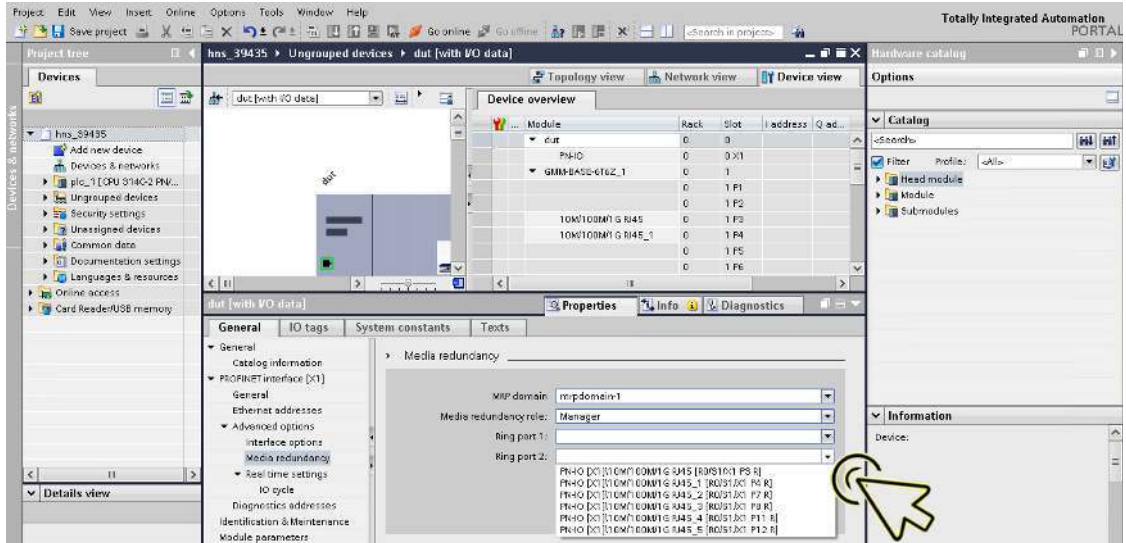 Project Edit View Insert Online Options Tools Window Help
Totally Integrated Automation
PORTAL
Save project
Go online
Go offline
<Search in project>
Project tree
hns_39435 ▸ Ungrouped devices ▸ dut [with I/O data]
Hardware catalog
Devices
Topology view
Network view
Device view
Options
dut [with I/O data]
Device overview
Module Rack Slot I address Q ad...
dut 0 0
PN-IO 0 0 X1
GMM-BASE-6T6Z_1 0 1
0 1 P1
0 1 P2
10M/100M/1G RJ45 0 1 P3
10M/100M/1G RJ45_1 0 1 P4
0 1 P5
0 1 P6
dut
Devices & networks
hns_39435
Add new device
Devices & networks
plc_1 [CPU 314C-2 PN/...
Ungrouped devices
Security settings
Unassigned devices
Common data
Documentation settings
Languages & resources
Online access
Card Reader/USB memory
Details view
Catalog
<Search>
Filter Profile: <All>
Head module
Module
Submodules
Information
Device:
dut [with I/O data]
Properties
Info
Diagnostics
General
IO tags
System constants
Texts
General
Catalog information
PROFINET interface [X1]
General
Ethernet addresses
Advanced options
Interface options
Media redundancy
Real time settings
IO cycle
Diagnostics addresses
Identification & Maintenance
Module parameters
Media redundancy
MRP domain: mrpdomain-1
Media redundancy role: Manager
Ring port 1:
Ring port 2:
PN-IO [X1]\10M/100M/1G RJ45 [R0/S1/X1 P3 R]
PN-IO [X1]\10M/100M/1G RJ45_1 [R0/S1/X1 P4 R]
PN-IO [X1]\10M/100M/1G RJ45_2 [R0/S1/X1 P7 R]
PN-IO [X1]\10M/100M/1G RJ45_3 [R0/S1/X1 P8 R]
PN-IO [X1]\10M/100M/1G RJ45_4 [R0/S1/X1 P11 R]
PN-IO [X1]\10M/100M/1G RJ45_5 [R0/S1/X1 P12 R]